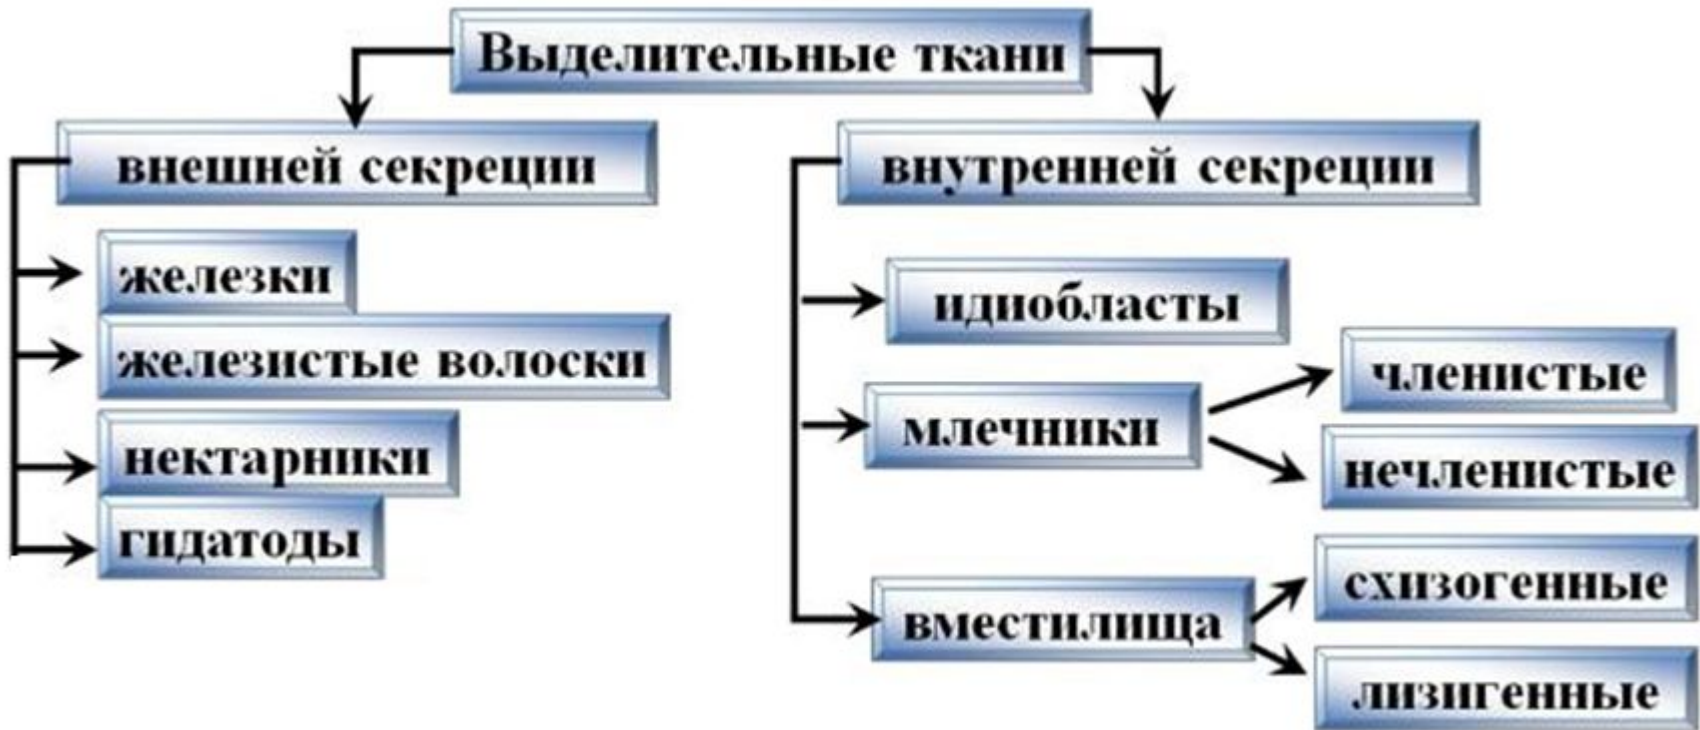 Выделительные ткани
внешней секреции
железки
железистые волоски
нектарники
гидатоды
внутренней секреции
идиобласты
млечники
членистые
нечленистые
вместилища
схизогенные
лизигенные